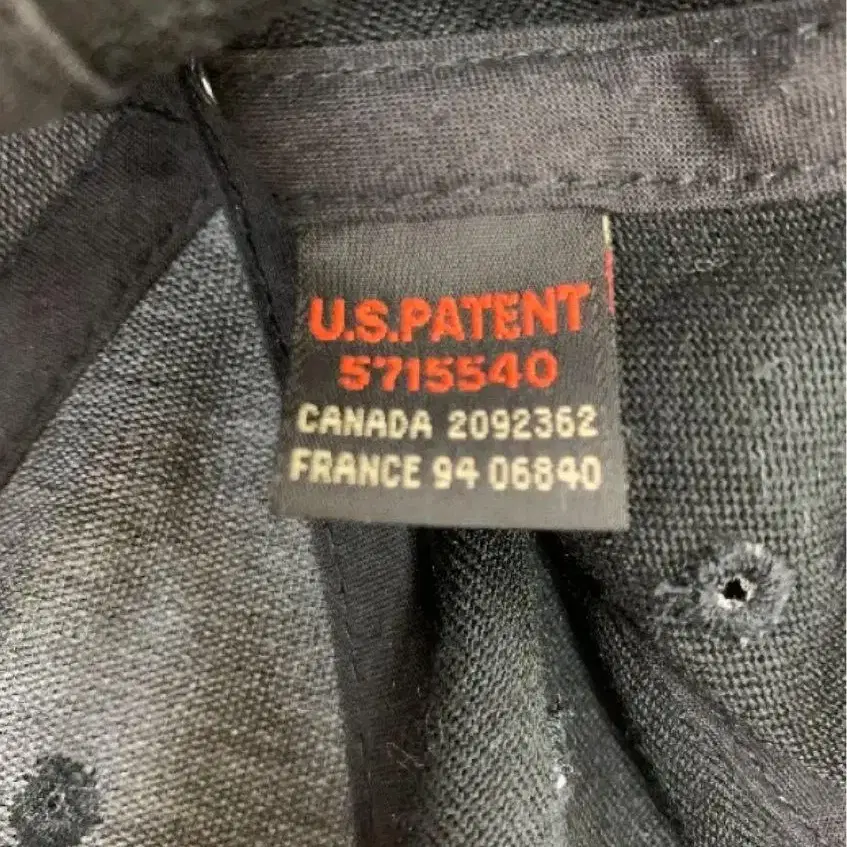 U.S.PATENT
5715540
CANADA 2092362
FRANCE 94 06840